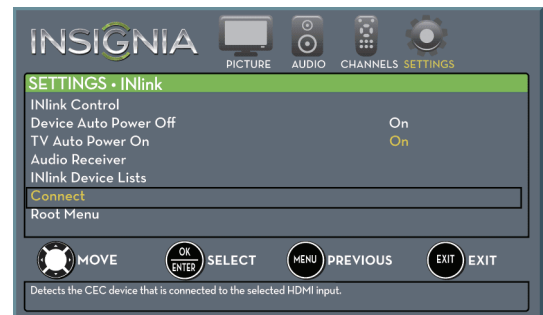 INSIGNIA
PICTURE AUDIO CHANNELS SETTINGS
SETTINGS • INlink
INlink Control
Device Auto Power Off On
TV Auto Power On On
Audio Receiver
INlink Device Lists
Connect
Root Menu
MOVE OK ENTER SELECT MENU PREVIOUS EXIT EXIT
Detects the CEC device that is connected to the selected HDMI input.